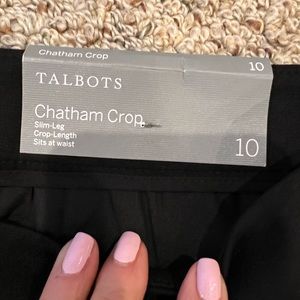 Chatham Crop 10
TALBOTS
Chatham Crop
Slim-Leg
Crop-Length
Sits at waist
10